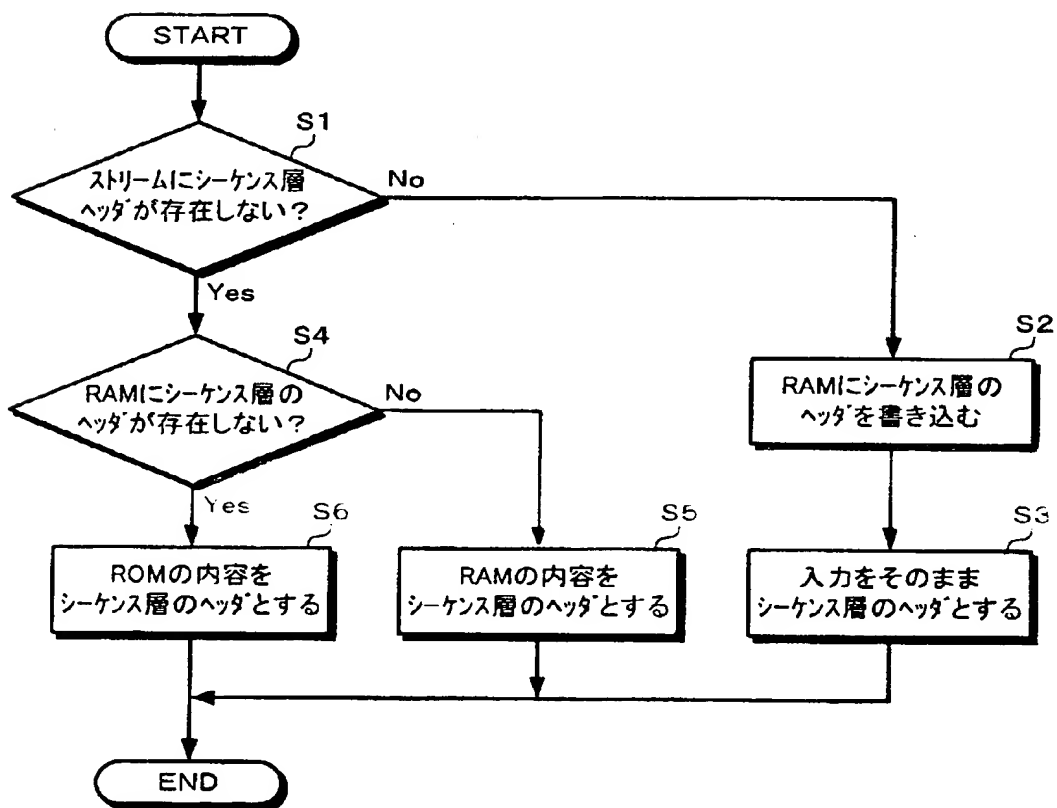 START
S1
ストリームにシーケンス層
ヘッダが存在しない?
No
Yes
S4
RAMにシーケンス層の
ヘッダが存在しない?
No
Yes
S2
RAMにシーケンス層の
ヘッダを書き込む
S6
ROMの内容を
シーケンス層のヘッダとする
S5
RAMの内容を
シーケンス層のヘッダとする
S3
入力をそのまま
シーケンス層のヘッダとする
END